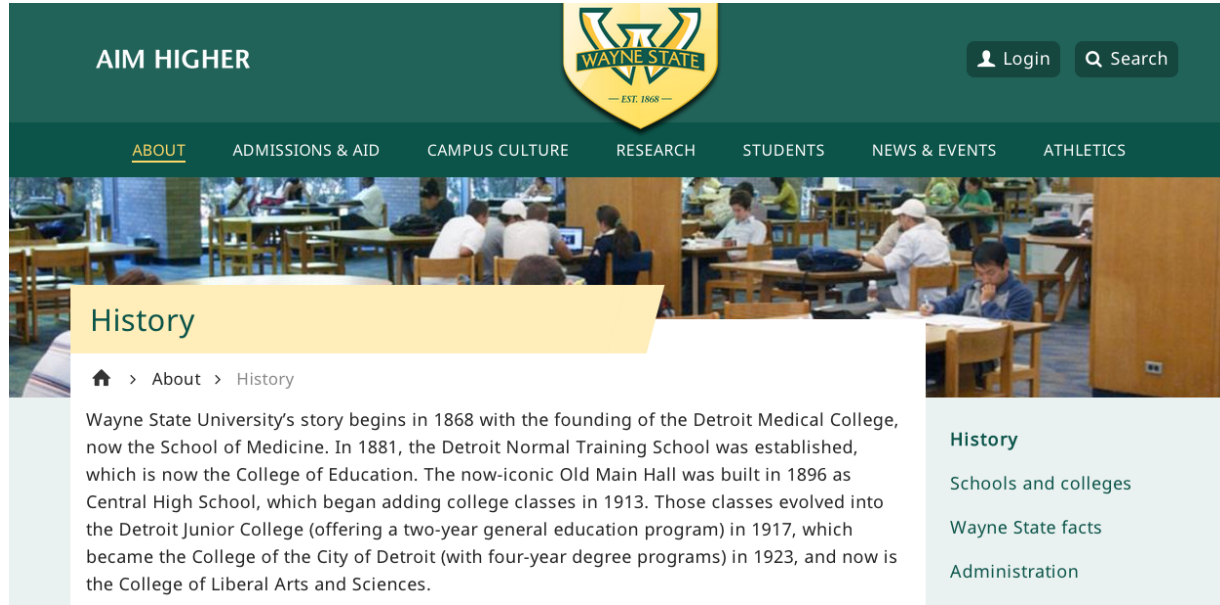 AIM HIGHER
WAYNE STATE
— EST. 1868 —
Login
Search
ABOUT ADMISSIONS & AID CAMPUS CULTURE RESEARCH STUDENTS NEWS & EVENTS ATHLETICS
History
> About > History
Wayne State University’s story begins in 1868 with the founding of the Detroit Medical College,
now the School of Medicine. In 1881, the Detroit Normal Training School was established,
which is now the College of Education. The now-iconic Old Main Hall was built in 1896 as
Central High School, which began adding college classes in 1913. Those classes evolved into
the Detroit Junior College (offering a two-year general education program) in 1917, which
became the College of the City of Detroit (with four-year degree programs) in 1923, and now is
the College of Liberal Arts and Sciences.
History
Schools and colleges
Wayne State facts
Administration